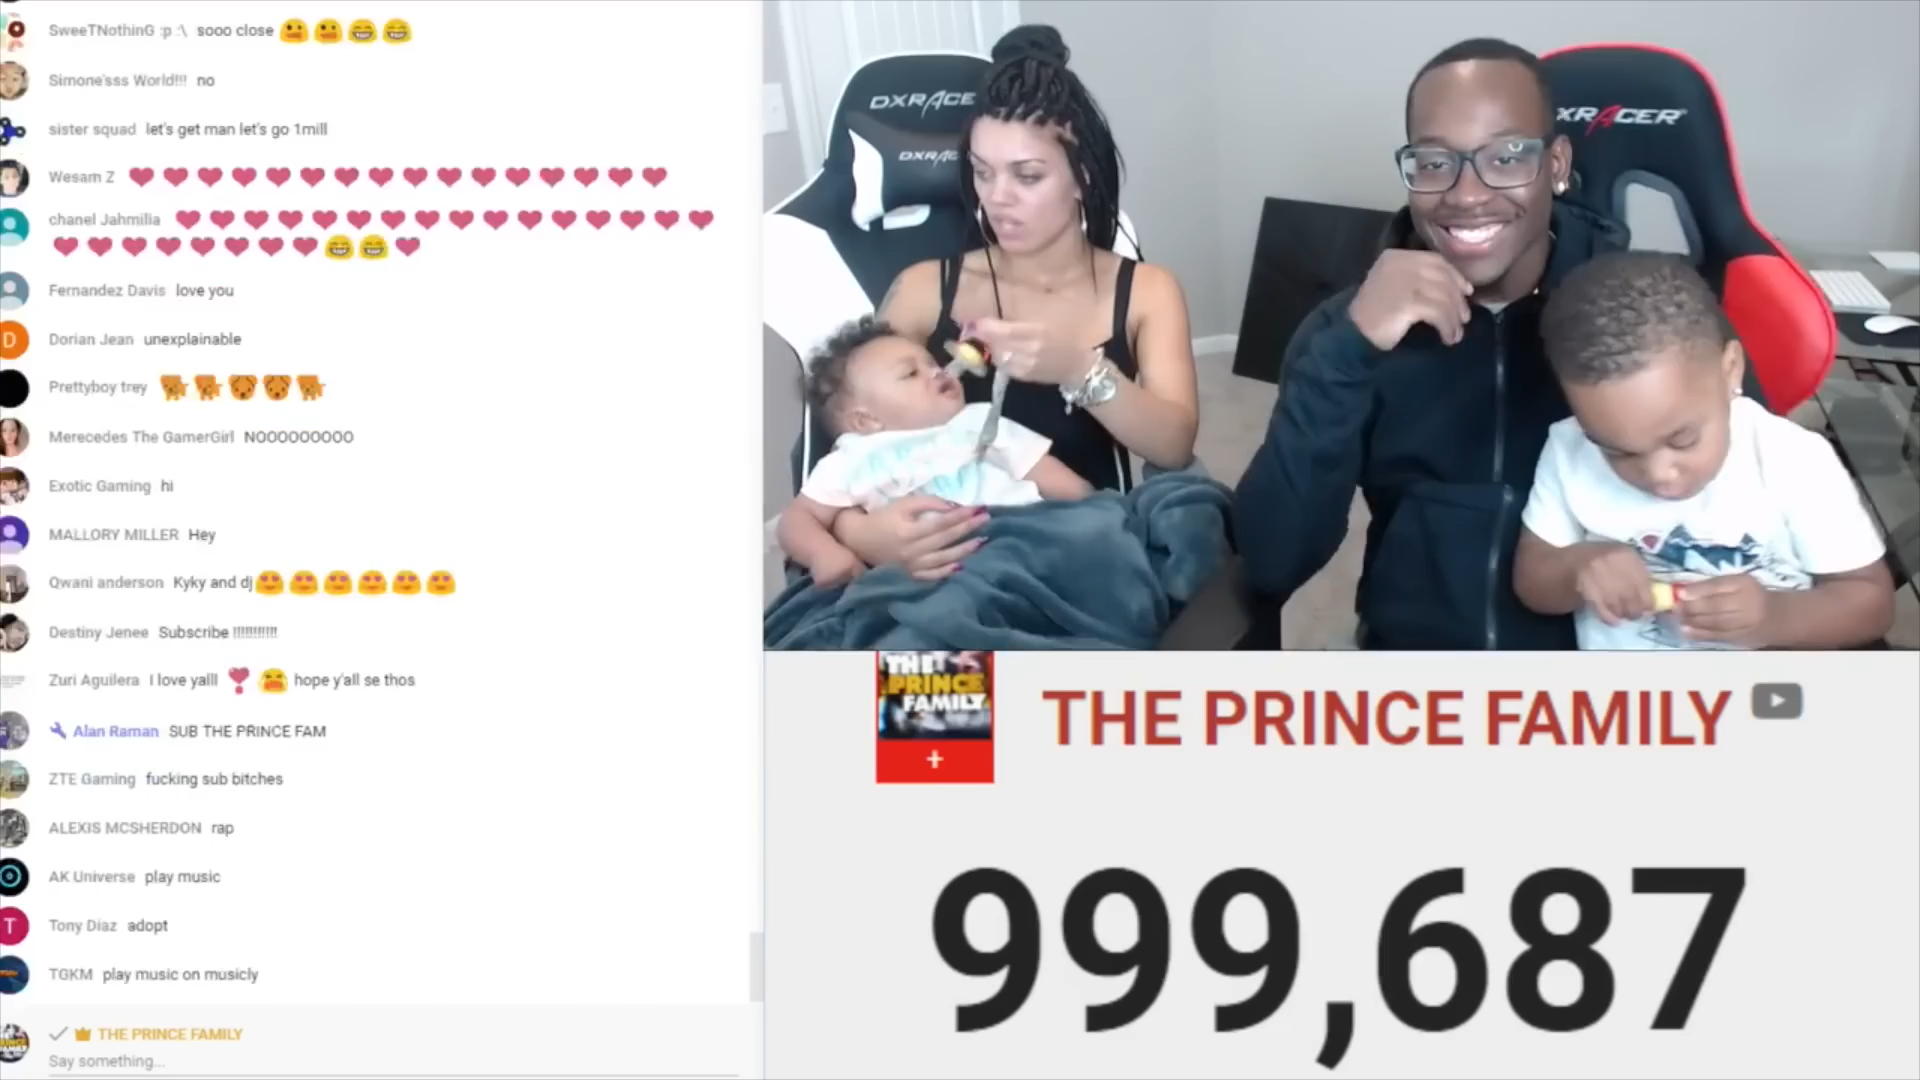 SweeTNothinG :p :\ sooo close
Simone'sss World!!! no
sister squad let's get man let's go 1mill
Wesam Z
chanel Jahmilia
Fernandez Davis love you
D Dorian Jean unexplainable
Prettyboy trey
Merecedes The GamerGirl NOOOOOOOOO
Exotic Gaming hi
MALLORY MILLER Hey
Qwani anderson Kyky and dj
Destiny Jenee Subscribe !!!!!!!!!!!
Zuri Aguilera I love yalll hope y'all se thos
Alan Raman SUB THE PRINCE FAM
ZTE Gaming fucking sub bitches
ALEXIS MCSHERDON rap
AK Universe play music
T Tony Diaz adopt
TGKM play music on musicly
THE PRINCE FAMILY
Say something...
DXRACE
DXRAC
XRACER
THE
PRINCE
FAMILY
+
THE PRINCE FAMILY
999,687